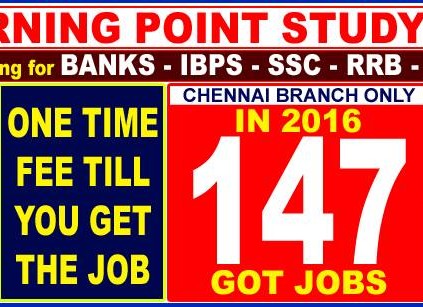 RNING POINT STUDY
ng for BANKS - IBPS - SSC - RRB -
ONE TIME
FEE TILL
YOU GET
THE JOB
CHENNAI BRANCH ONLY
IN 2016
147
GOT JOBS